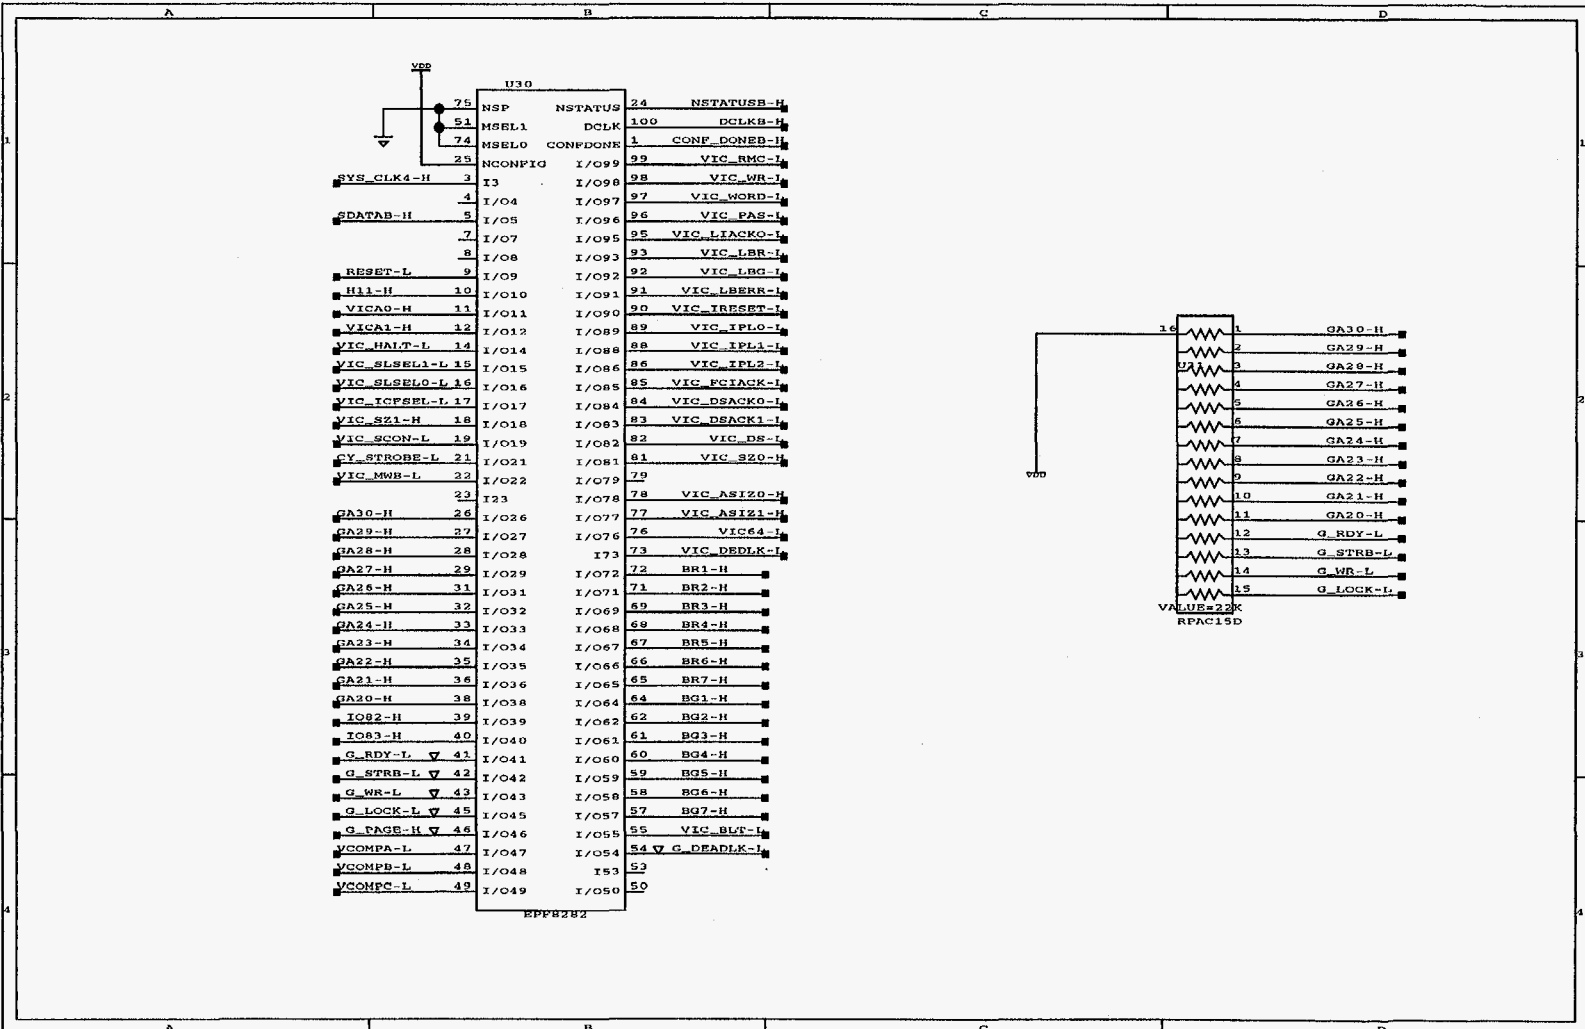 A B C D
VDD
U30
75 NSP NSTATUS 24 NSTATUSB-H
51 MSEL1 DCLK 100 DCLKB-H
74 MSEL0 CONFDONE 1 CONF_DONEB-H
25 NCONFIG I/O99 99 VIC_RMC-L
SYS_CLK4-H 3 I3 I/O98 98 VIC_WR-L
4 I/O4 I/O97 97 VIC_WORD-L
SDATAB-H 5 I/O5 I/O96 96 VIC_PAS-L
7 I/O7 I/O95 95 VIC_LIACKO-L
8 I/O8 I/O93 93 VIC_LBR-L
RESET-L 9 I/O9 I/O92 92 VIC_LBG-L
H11-H 10 I/O10 I/O91 91 VIC_LBERR-L
VICA0-H 11 I/O11 I/O90 90 VIC_IRESET-L
VICA1-H 12 I/O12 I/O89 89 VIC_IPL0-L
VIC_HALT-L 14 I/O14 I/O88 88 VIC_IPL1-L
VIC_SLSEL1-L 15 I/O15 I/O86 86 VIC_IPL2-L
VIC_SLSEL0-L 16 I/O16 I/O85 85 VIC_FCIACK-L
VIC_ICFSEL-L 17 I/O17 I/O84 84 VIC_DSACK0-L
VIC_SZ1-H 18 I/O18 I/O83 83 VIC_DSACK1-L
VIC_SCON-L 19 I/O19 I/O82 82 VIC_DS-L
CY_STROBE-L 21 I/O21 I/O81 81 VIC_SZ0-H
VIC_MWB-L 22 I/O22 I/O79 79
23 I23 I/O78 78 VIC_ASIZ0-H
GA30-H 26 I/O26 I/O77 77 VIC_ASIZ1-H
GA29-H 27 I/O27 I/O76 76 VIC64-L
GA28-H 28 I/O28 I73 73 VIC_DEDLK-L
GA27-H 29 I/O29 I/O72 72 BR1-H
GA26-H 31 I/O31 I/O71 71 BR2-H
GA25-H 32 I/O32 I/O69 69 BR3-H
GA24-H 33 I/O33 I/O68 68 BR4-H
GA23-H 34 I/O34 I/O67 67 BR5-H
GA22-H 35 I/O35 I/O66 66 BR6-H
GA21-H 36 I/O36 I/O65 65 BR7-H
GA20-H 38 I/O38 I/O64 64 BG1-H
IO82-H 39 I/O39 I/O62 62 BG2-H
IO83-H 40 I/O40 I/O61 61 BG3-H
G_RDY-L 41 I/O41 I/O60 60 BG4-H
G_STRB-L 42 I/O42 I/O59 59 BG5-H
G_WR-L 43 I/O43 I/O58 58 BG6-H
G_LOCK-L 45 I/O45 I/O57 57 BG7-H
G_PAGE-H 46 I/O46 I/O55 55 VIC_BLT-L
VCOMPA-L 47 I/O47 I/O54 54 G_DEADLK-L
VCOMPB-L 48 I/O48 I53 53
VCOMPC-L 49 I/O49 I/O50 50
EPF8282
16 1 GA30-H
2 GA29-H
3 GA28-H
4 GA27-H
5 GA26-H
6 GA25-H
7 GA24-H
8 GA23-H
9 GA22-H
10 GA21-H
11 GA20-H
12 G_RDY-L
13 G_STRB-L
14 G_WR-L
15 G_LOCK-L
VDD
VALUE=22K
RPAC15D
1 1
2 2
3 3
4 4
A B C D